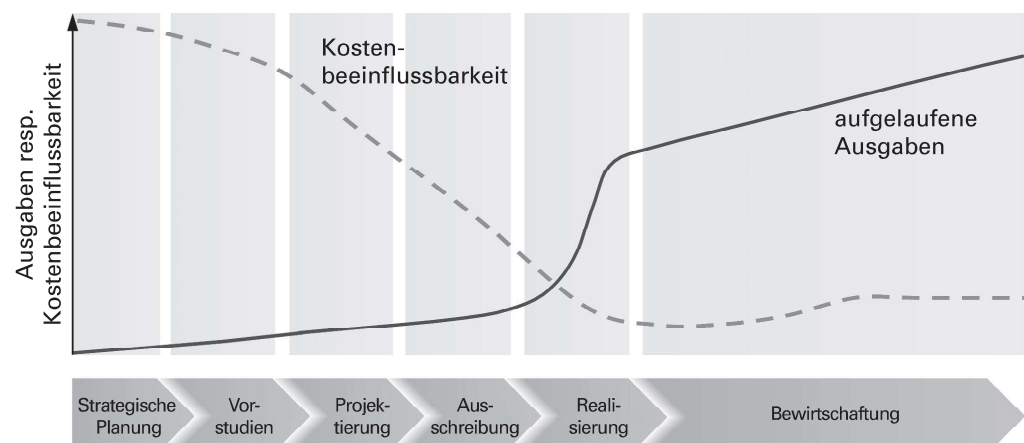 Ausgaben resp.
Kostenbeeinflussbarkeit
Kosten-
beeinflussbarkeit
aufgelaufene
Ausgaben
Strategische
Planung
Vor-
studien
Projek-
tierung
Aus-
schreibung
Reali-
sierung
Bewirtschaftung